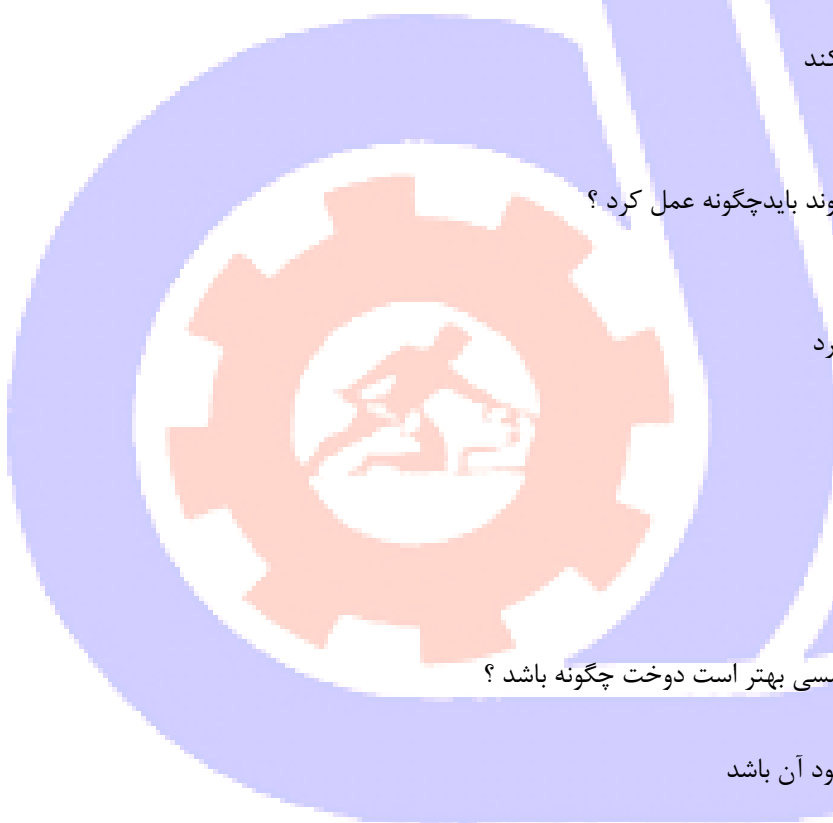 کند
وند بایدچگونه عمل کرد ؟
رد
سی بهتر است دوخت چگونه باشد ؟
ود آن باشد